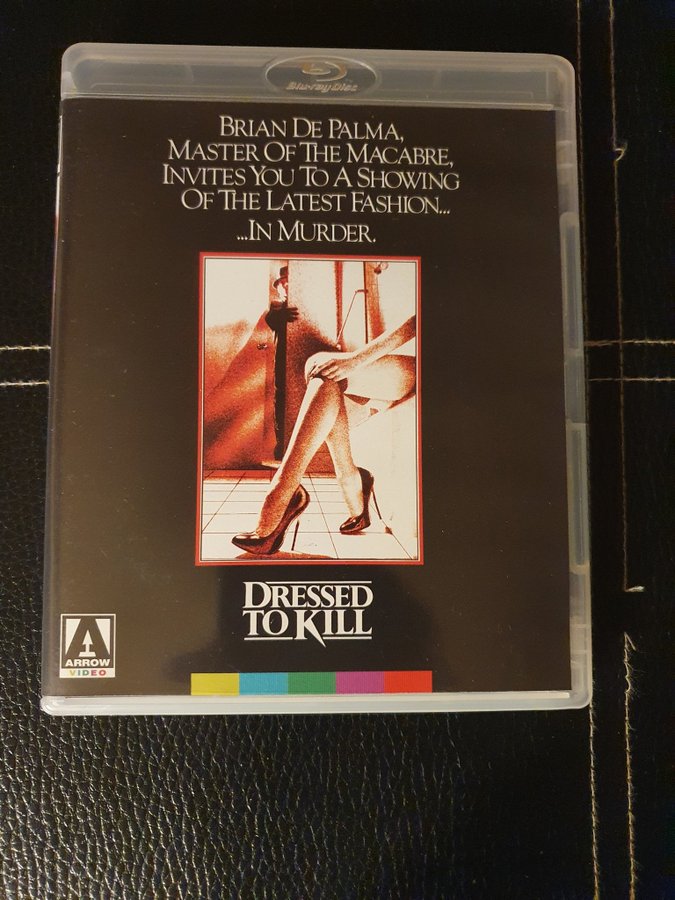 Blu-ray Disc
BRIAN DE PALMA,
MASTER OF THE MACABRE,
INVITES YOU TO A SHOWING
OF THE LATEST FASHION...
...IN MURDER.
DRESSED
TO KILL
ARROW
VIDEO